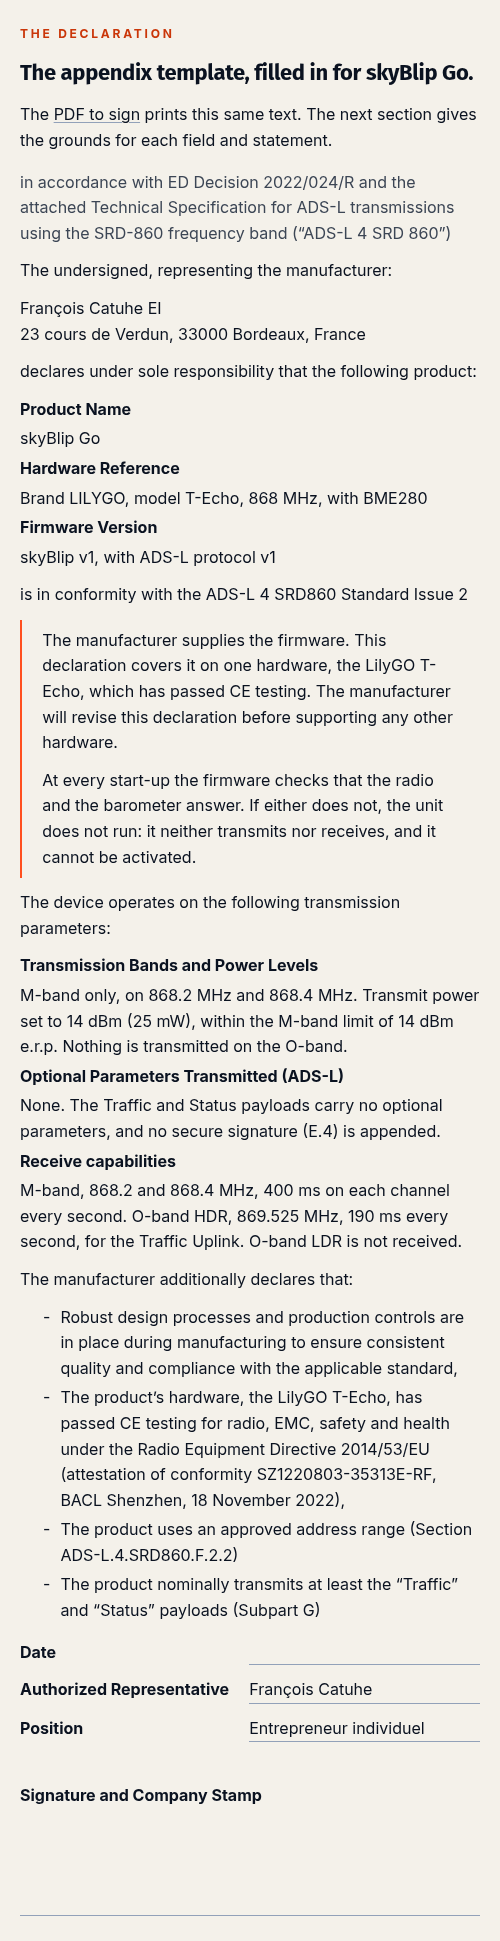 THE DECLARATION
The appendix template, filled in for skyBlip Go.
The PDF to sign prints this same text. The next section gives
the grounds for each field and statement.
in accordance with ED Decision 2022/024/R and the
attached Technical Specification for ADS-L transmissions
using the SRD-860 frequency band (“ADS-L 4 SRD 860”)
The undersigned, representing the manufacturer:
François Catuhe EI
23 cours de Verdun, 33000 Bordeaux, France
declares under sole responsibility that the following product:
Product Name
skyBlip Go
Hardware Reference
Brand LILYGO, model T-Echo, 868 MHz, with BME280
Firmware Version
skyBlip v1, with ADS-L protocol v1
is in conformity with the ADS-L 4 SRD860 Standard Issue 2
The manufacturer supplies the firmware. This
declaration covers it on one hardware, the LilyGO T-
Echo, which has passed CE testing. The manufacturer
will revise this declaration before supporting any other
hardware.
At every start-up the firmware checks that the radio
and the barometer answer. If either does not, the unit
does not run: it neither transmits nor receives, and it
cannot be activated.
The device operates on the following transmission
parameters:
Transmission Bands and Power Levels
M-band only, on 868.2 MHz and 868.4 MHz. Transmit power
set to 14 dBm (25 mW), within the M-band limit of 14 dBm
e.r.p. Nothing is transmitted on the O-band.
Optional Parameters Transmitted (ADS-L)
None. The Traffic and Status payloads carry no optional
parameters, and no secure signature (E.4) is appended.
Receive capabilities
M-band, 868.2 and 868.4 MHz, 400 ms on each channel
every second. O-band HDR, 869.525 MHz, 190 ms every
second, for the Traffic Uplink. O-band LDR is not received.
The manufacturer additionally declares that:
- Robust design processes and production controls are
in place during manufacturing to ensure consistent
quality and compliance with the applicable standard,
- The product’s hardware, the LilyGO T-Echo, has
passed CE testing for radio, EMC, safety and health
under the Radio Equipment Directive 2014/53/EU
(attestation of conformity SZ1220803-35313E-RF,
BACL Shenzhen, 18 November 2022),
- The product uses an approved address range (Section
ADS-L.4.SRD860.F.2.2)
- The product nominally transmits at least the “Traffic”
and “Status” payloads (Subpart G)
Date
Authorized Representative François Catuhe
Position Entrepreneur individuel
Signature and Company Stamp